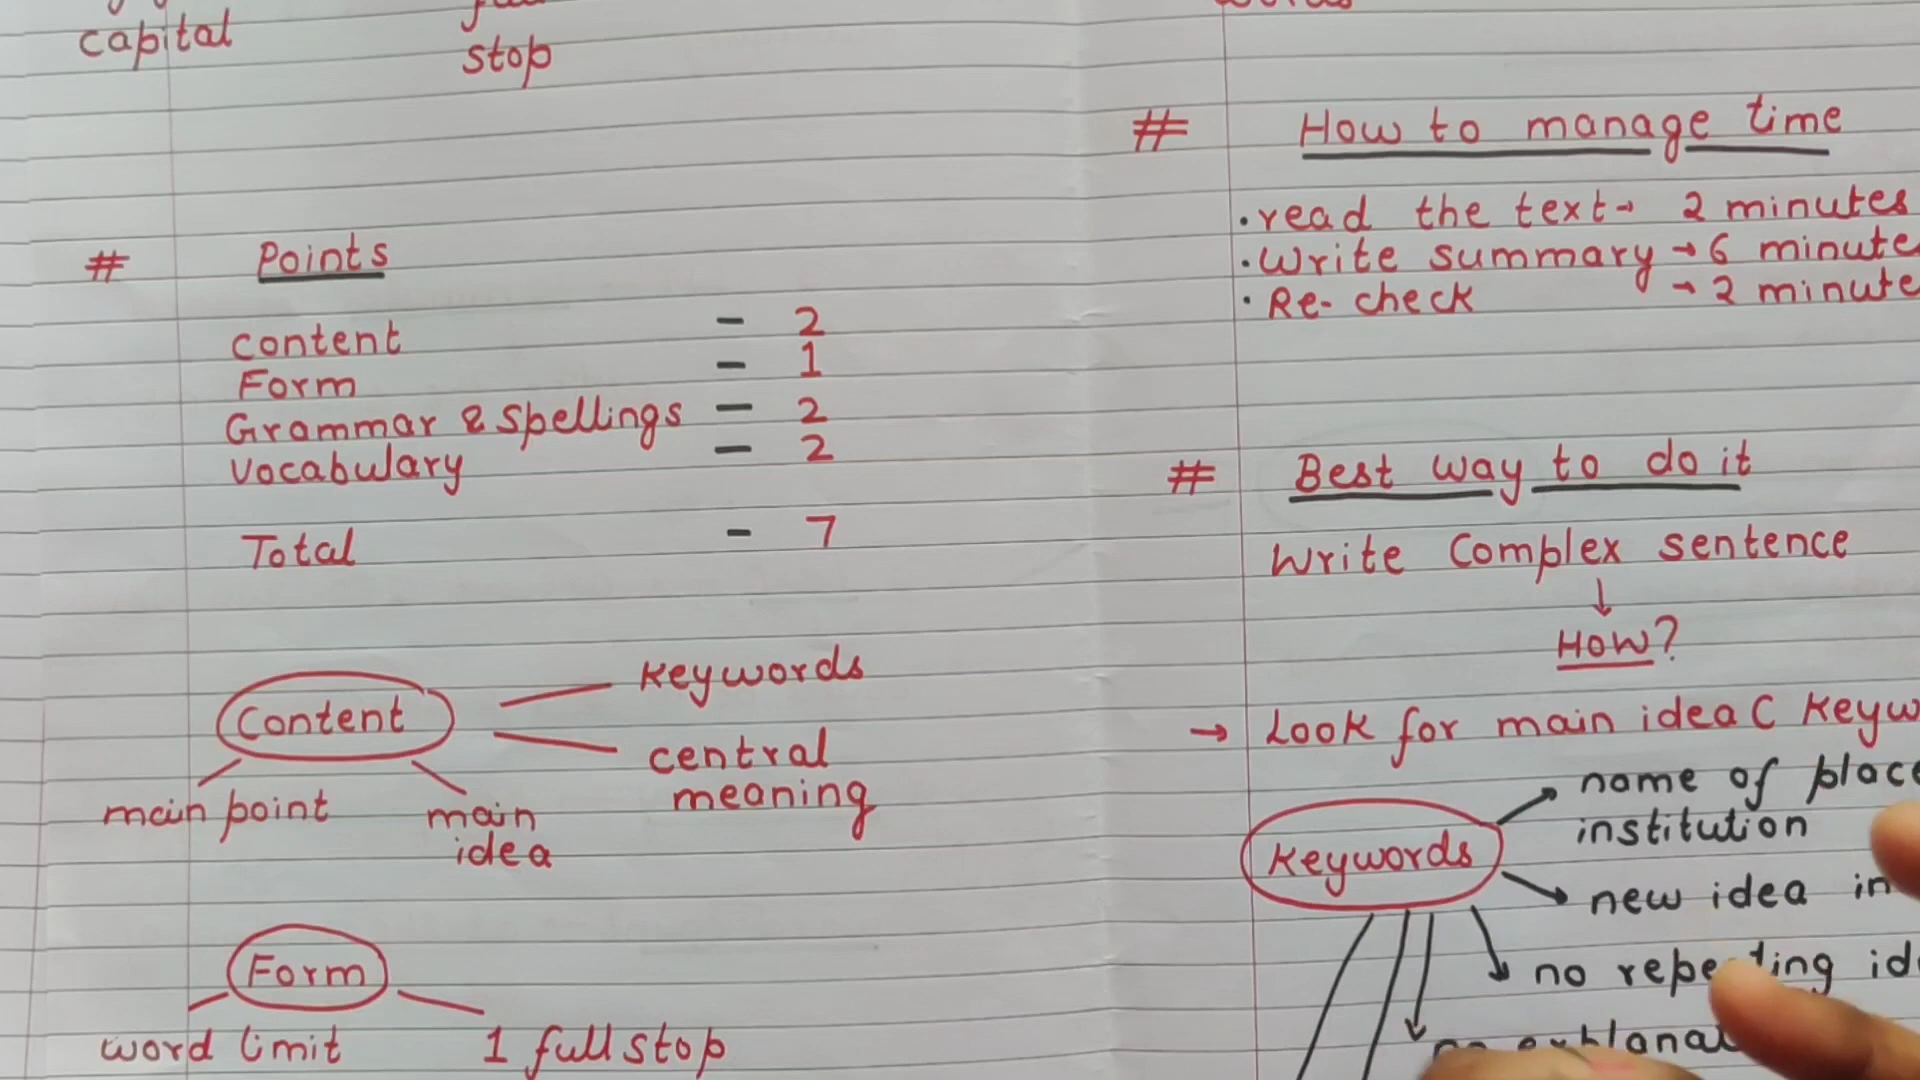 capital
stop
# Points
content - 2
Form - 1
Grammar & spellings - 2
vocabulary - 2
Total - 7
Content
keywords
central
meaning
main point
main
idea
Form
word limit
1 full stop
# How to manage time
• read the text → 2 minutes
• Write summary → 6 minute
• Re-check → 2 minute
# Best way to do it
Write Complex sentence
↓
How?
→ Look for main idea (
Keywords
name of
institution
new idea in
no